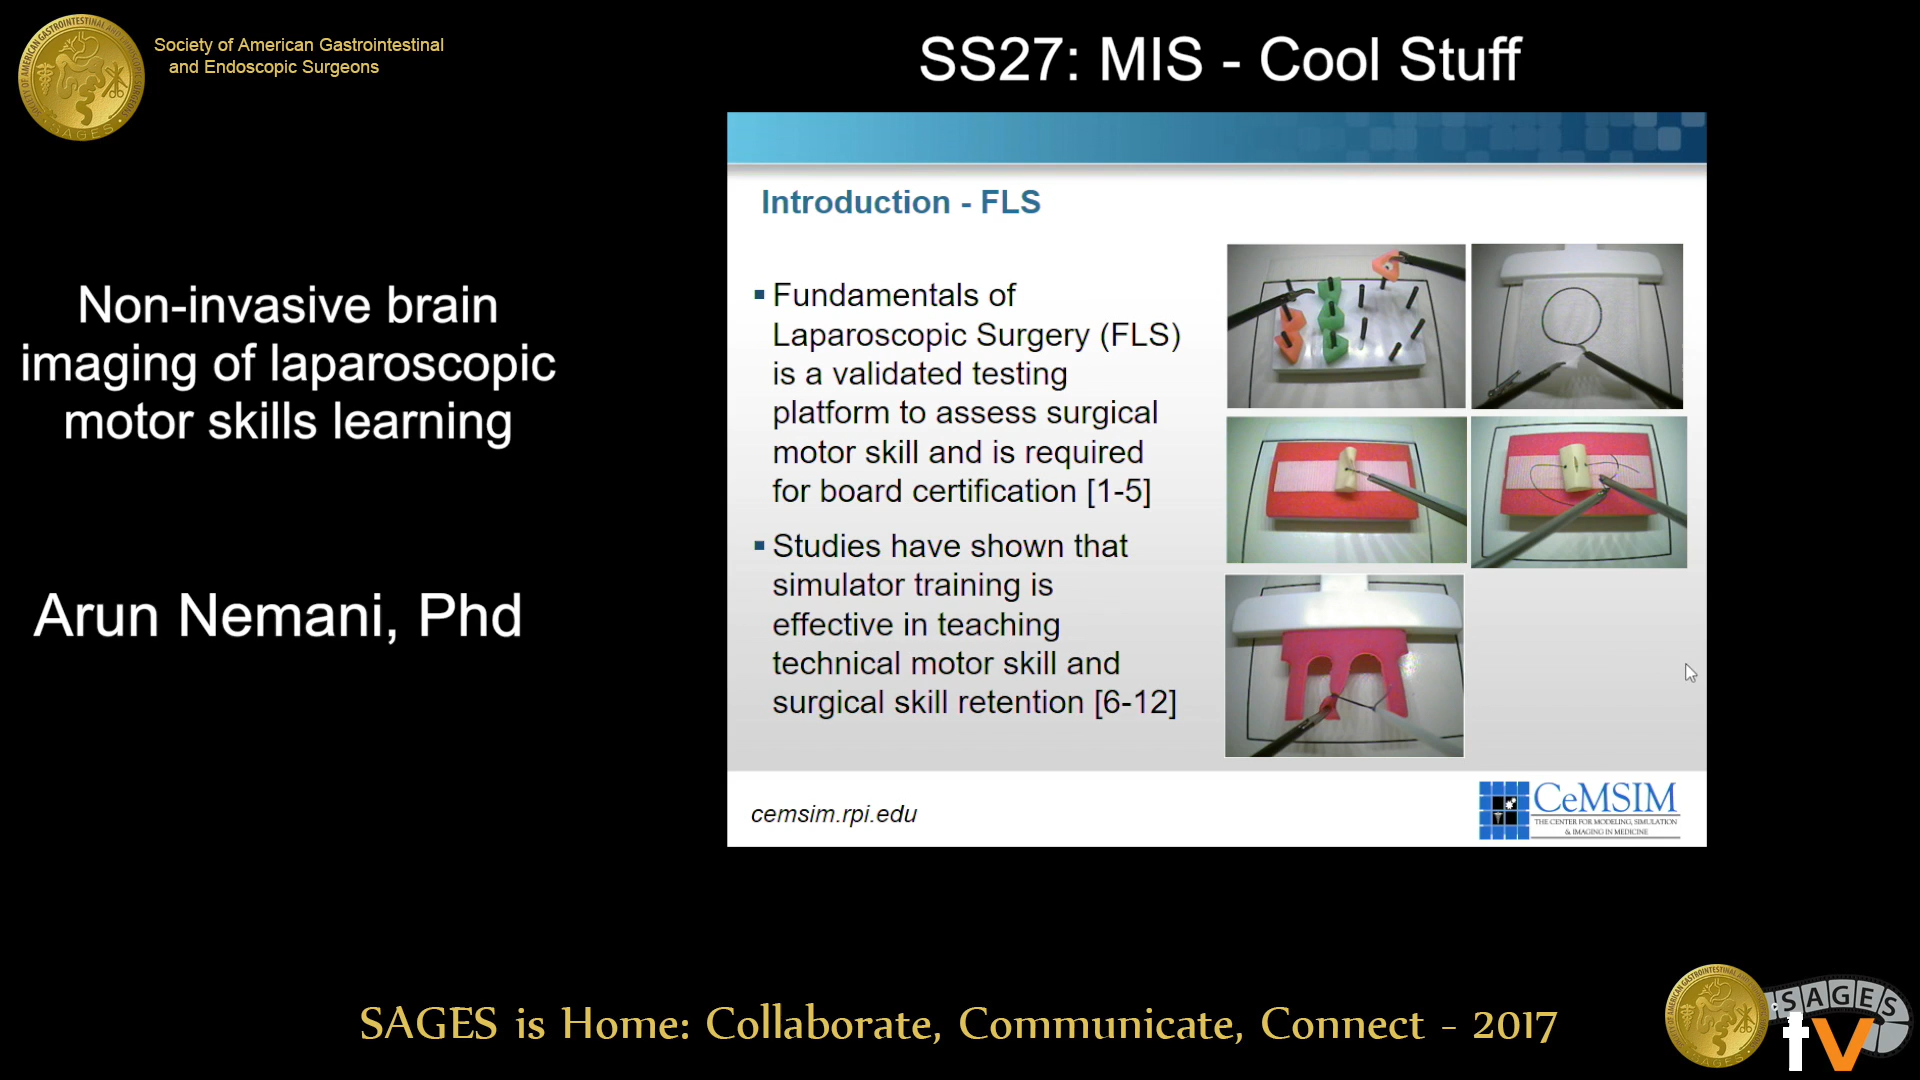 Society of American Gastrointestinal
and Endoscopic Surgeons
SS27: MIS - Cool Stuff
Non-invasive brain
imaging of laparoscopic
motor skills learning
Arun Nemani, Phd
Introduction - FLS
▪ Fundamentals of
Laparoscopic Surgery (FLS)
is a validated testing
platform to assess surgical
motor skill and is required
for board certification [1-5]
▪ Studies have shown that
simulator training is
effective in teaching
technical motor skill and
surgical skill retention [6-12]
cemsim.rpi.edu
CeMSIM
THE CENTER FOR MODELING, SIMULATION
& IMAGING IN MEDICINE
SAGES is Home: Collaborate, Communicate, Connect - 2017
SAGES
tv